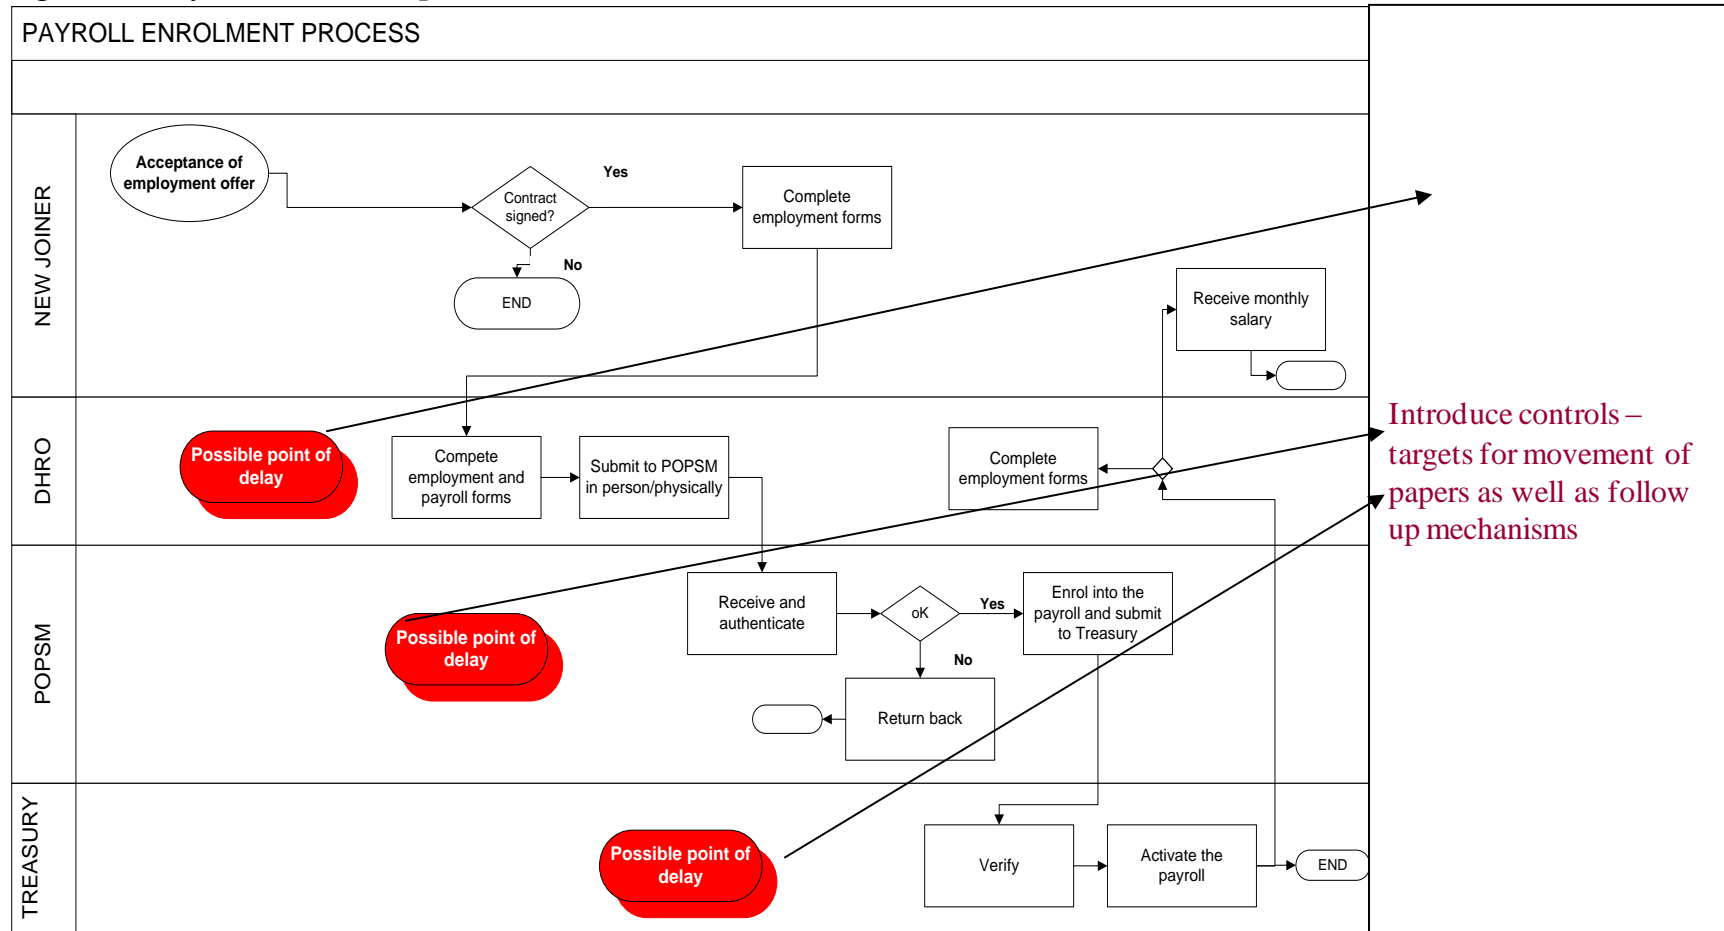 PAYROLL ENROLMENT PROCESS
NEW JOINER
Acceptance of
employment offer
Contract
signed?
Yes
No
END
Complete
employment forms
Receive monthly
salary
DHRO
Possible point of
delay
Compete
employment and
payroll forms
Submit to POPSM
in person/physically
Complete
employment forms
Introduce controls –
targets for movement of
papers as well as follow
up mechanisms
POPSM
Possible point of
delay
Receive and
authenticate
oK
Yes
No
Enrol into the
payroll and submit
to Treasury
Return back
TREASURY
Possible point of
delay
Verify
Activate the
payroll
END